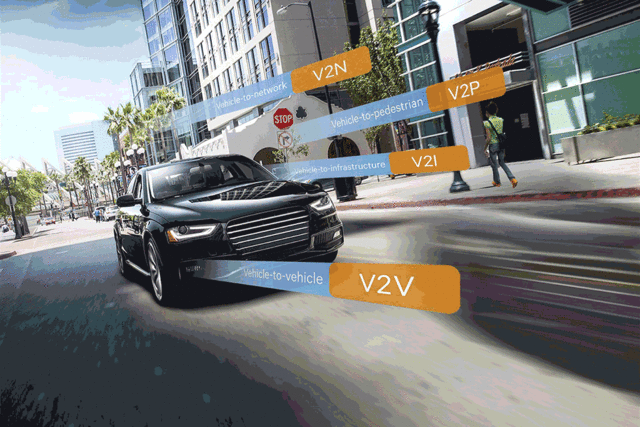 Vehicle-to-network V2N
STOP
Vehicle-to-pedestrian V2P
Vehicle-to-infrastructure V2I
Vehicle-to-vehicle V2V